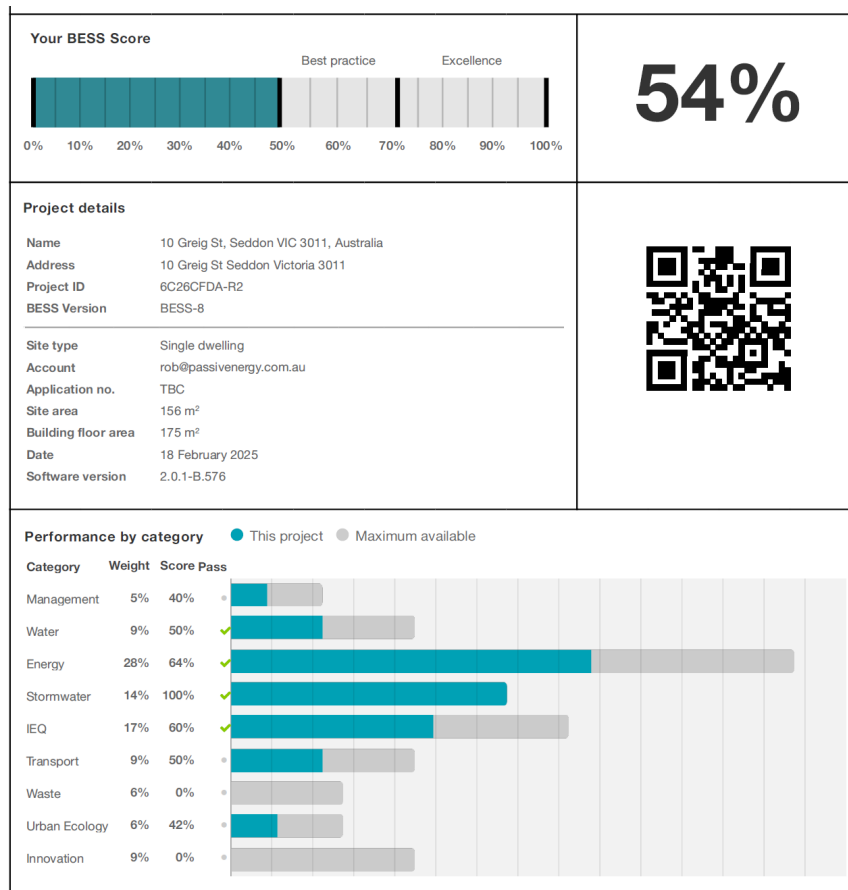 Your BESS Score
Best practice Excellence
0% 10% 20% 30% 40% 50% 60% 70% 80% 90% 100%
54%
Project details
Name 10 Greig St, Seddon VIC 3011, Australia
Address 10 Greig St Seddon Victoria 3011
Project ID 6C26CFDA-R2
BESS Version BESS-8
Site type Single dwelling
Account rob@passivenergy.com.au
Application no. TBC
Site area 156 m²
Building floor area 175 m²
Date 18 February 2025
Software version 2.0.1-B.576
Performance by category This project Maximum available
Category Weight Score Pass
Management 5% 40%
Water 9% 50%
Energy 28% 64%
Stormwater 14% 100%
IEQ 17% 60%
Transport 9% 50%
Waste 6% 0%
Urban Ecology 6% 42%
Innovation 9% 0%